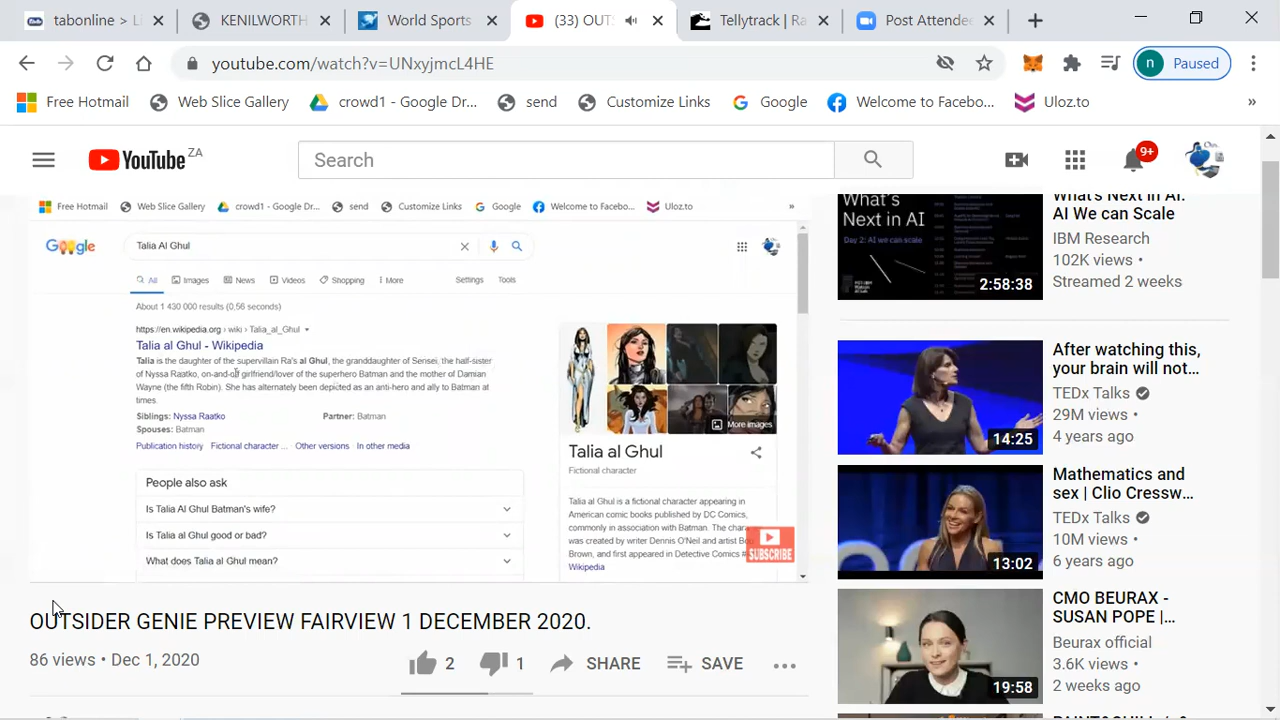 tabonline > Li
KENILWORTH
World Sports
(33) OUT
Tellytrack | Ra
Post Attendee
youtube.com/watch?v=UNxyjncL4HE
n Paused
Free Hotmail
Web Slice Gallery
crowd1 - Google Dr...
send
Customize Links
Google
Welcome to Facebo...
Uloz.to
»
YouTube ZA
Search
9+
Free Hotmail
Web Slice Gallery
crowd1 - Google Dr...
send
Customize Links
Google
Welcome to Facebo...
Uloz.to
»
Google
Talia Al Ghul
All
Images
News
Videos
Shopping
More
Settings
Tools
About 1 430 000 results (0,56 seconds)
https://en.wikipedia.org › wiki › Talia_al_Ghul
Talia al Ghul - Wikipedia
Talia is the daughter of the supervillain Ra's al Ghul, the granddaughter of Sensei, the half-sister
of Nyssa Raatko, on-and-off girlfriend/lover of the superhero Batman and the mother of Damian
Wayne (the fifth Robin). She has alternately been depicted as an anti-hero and ally to Batman at
times.
Siblings: Nyssa Raatko
Partner: Batman
Spouses: Batman
Publication history
Fictional character ...
Other versions
In other media
People also ask
Is Talia Al Ghul Batman's wife?
Is Talia al Ghul good or bad?
What does Talia al Ghul mean?
More images
Talia al Ghul
Fictional character
Talia al Ghul is a fictional character appearing in
American comic books published by DC Comics,
commonly in association with Batman. The chara
was created by writer Dennis O'Neil and artist Bo
Brown, and first appeared in Detective Comics #
Wikipedia
SUBSCRIBE
OUTSIDER GENIE PREVIEW FAIRVIEW 1 DECEMBER 2020.
86 views • Dec 1, 2020
2
1
SHARE
SAVE
What's
Next in AI
Day 2: AI we can scale
2:58:38
What's Next in AI:
AI We can Scale
IBM Research
102K views •
Streamed 2 weeks
14:25
After watching this,
your brain will not...
TEDx Talks
29M views •
4 years ago
13:02
Mathematics and
sex | Clio Cressw...
TEDx Talks
10M views •
6 years ago
19:58
CMO BEURAX -
SUSAN POPE |...
Beurax official
3.6K views •
2 weeks ago